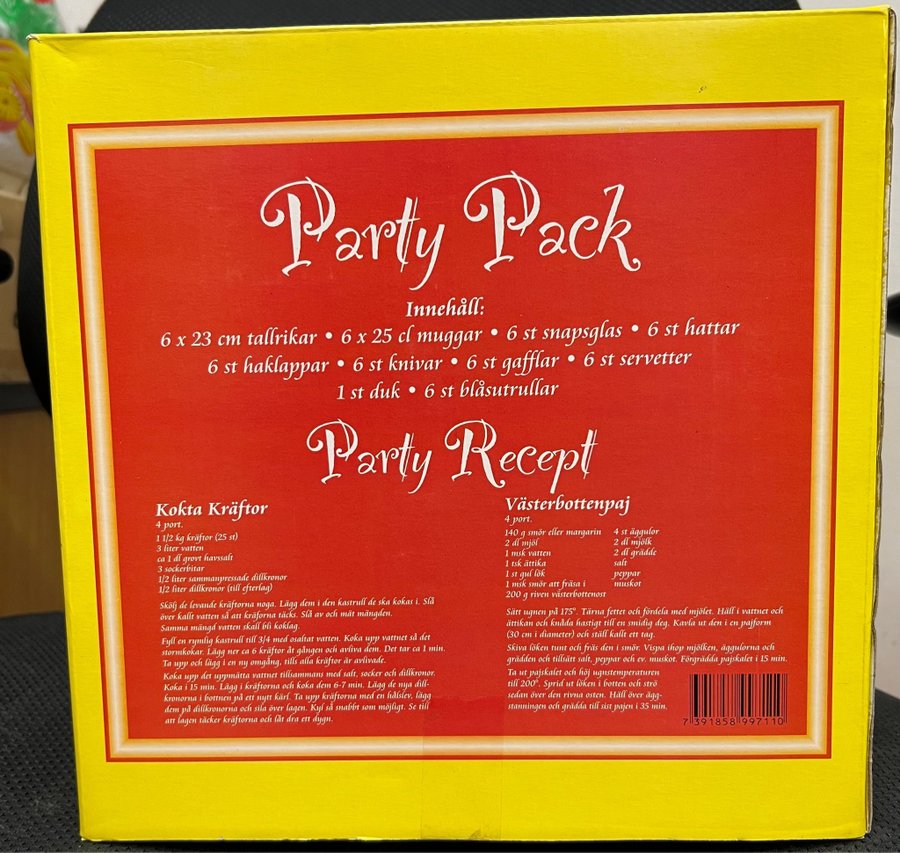 Party Pack
Innehåll:
6 x 23 cm tallrikar • 6 x 25 cl muggar • 6 st snapsglas • 6 st hattar
6 st haklappar • 6 st knivar • 6 st gafflar • 6 st servetter
1 st duk • 6 st blåsutrullar
Party Recept
Kokta Kräftor
4 port.
1 1/2 kg kräftor (25 st)
3 liter vatten
ca 1 dl grovt havssalt
3 sockerbitar
1/2 liter sammanpressade dillkronor
1/2 liter dillkronor (till efterlag)
Skölj de levande kräftorna noga. Lägg dem i den kastrull de ska kokas i. Slå
över kallt vatten så att kräftorna täcks. Slå av och mät mängden.
Samma mängd vatten skall bli koklag.
Fyll en rymlig kastrull till 3/4 med osaltat vatten. Koka upp vattnet så det
stormkokar. Lägg ner ca 6 kräftor åt gången och avliva dem. Det tar ca 1 min.
Ta upp och lägg i en ny omgång, tills alla kräftor är avlivade.
Koka upp det uppmätta vattnet tillsammans med salt, socker och dillkronor.
Koka i 15 min. Lägg i kräftorna och koka dem 6-7 min. Lägg de nya dill-
kronorna i bottnen på ett nytt kärl. Ta upp kräftorna med en hålslev, lägg
dem på dillkronorna och sila över lagen. Kyl så snabbt som möjligt. Se till
att lagen täcker kräftorna och låt dra ett dygn.
Västerbottenpaj
4 port.
140 g smör eller margarin 4 st äggulor
2 dl mjöl 2 dl mjölk
1 msk vatten 2 dl grädde
1 tsk ättika salt
1 st gul lök peppar
1 msk smör att fräsa i muskot
200 g riven västerbottenost
Sätt ugnen på 175°. Tärna fettet och fördela med mjölet. Häll i vattnet och
ättikan och knåda hastigt till en smidig deg. Kavla ut den i en pajform
(30 cm i diameter) och ställ kallt ett tag.
Skiva löken tunt och fräs den i smör. Vispa ihop mjölken, äggulorna och
grädden och tillsätt salt, peppar och ev. muskot. Förgrädda pajskalet i 15 min.
Ta ut pajskalet och höj ugnstemperaturen
till 200°. Sprid ut löken i botten och strö
sedan över den rivna osten. Häll över ägg-
stanningen och grädda till sist pajen i 35 min.
7 391858 997110